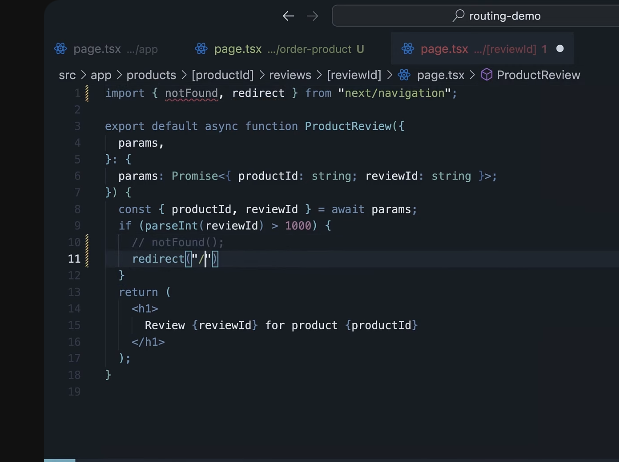 routing-demo
page.tsx .../app page.tsx .../order-product U page.tsx .../[reviewId] 1
src > app > products > [productId] > reviews > [reviewId] > page.tsx > ProductReview
1 import { notFound, redirect } from "next/navigation";
2
3 export default async function ProductReview({
4 params,
5 }: {
6 params: Promise<{ productId: string; reviewId: string }>;
7 }) {
8 const { productId, reviewId } = await params;
9 if (parseInt(reviewId) > 1000) {
10 // notFound();
11 redirect("/")
12 }
13 return (
14 <h1>
15 Review {reviewId} for product {productId}
16 </h1>
17 );
18 }
19